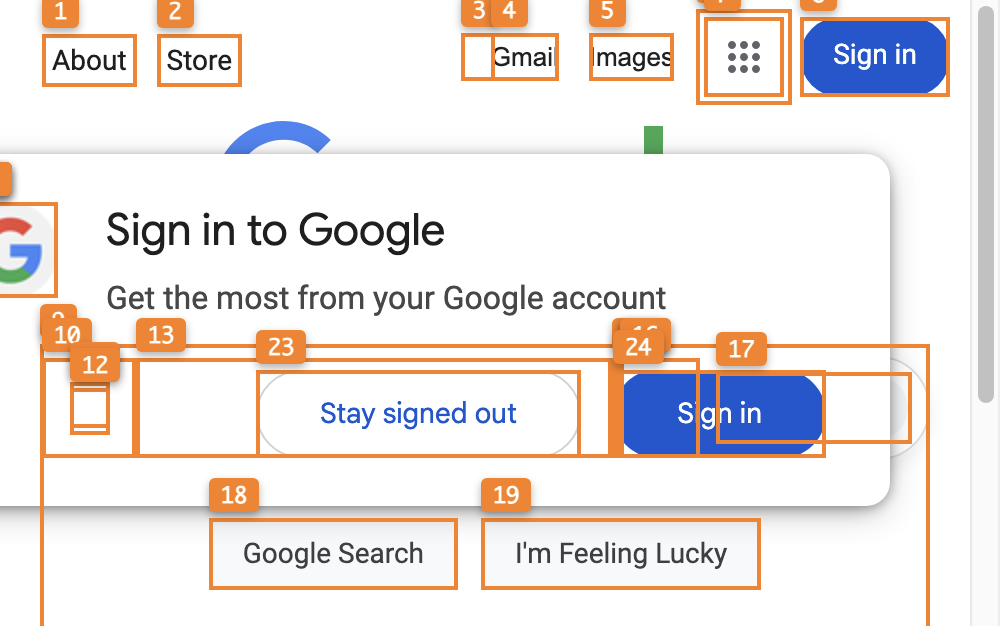 1 2 3 4 5
About Store Gmail Images Sign in
Sign in to Google
Get the most from your Google account
10 13 23 24 17
12
Stay signed out Sign in
18 19
Google Search I'm Feeling Lucky